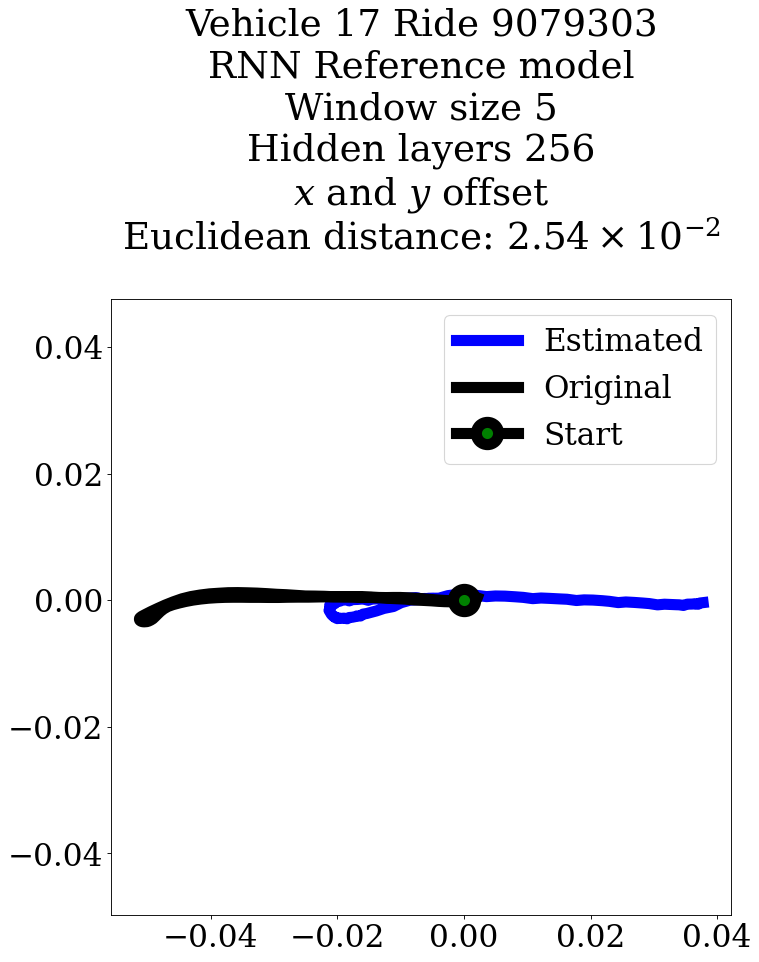 Vehicle 17 Ride 9079303
RNN Reference model
Window size 5
Hidden layers 256
x and y offset
Euclidean distance: 2.54 × 10⁻²
Estimated
Original
Start
0.04
0.02
0.00
−0.02
−0.04
−0.04 −0.02 0.00 0.02 0.04